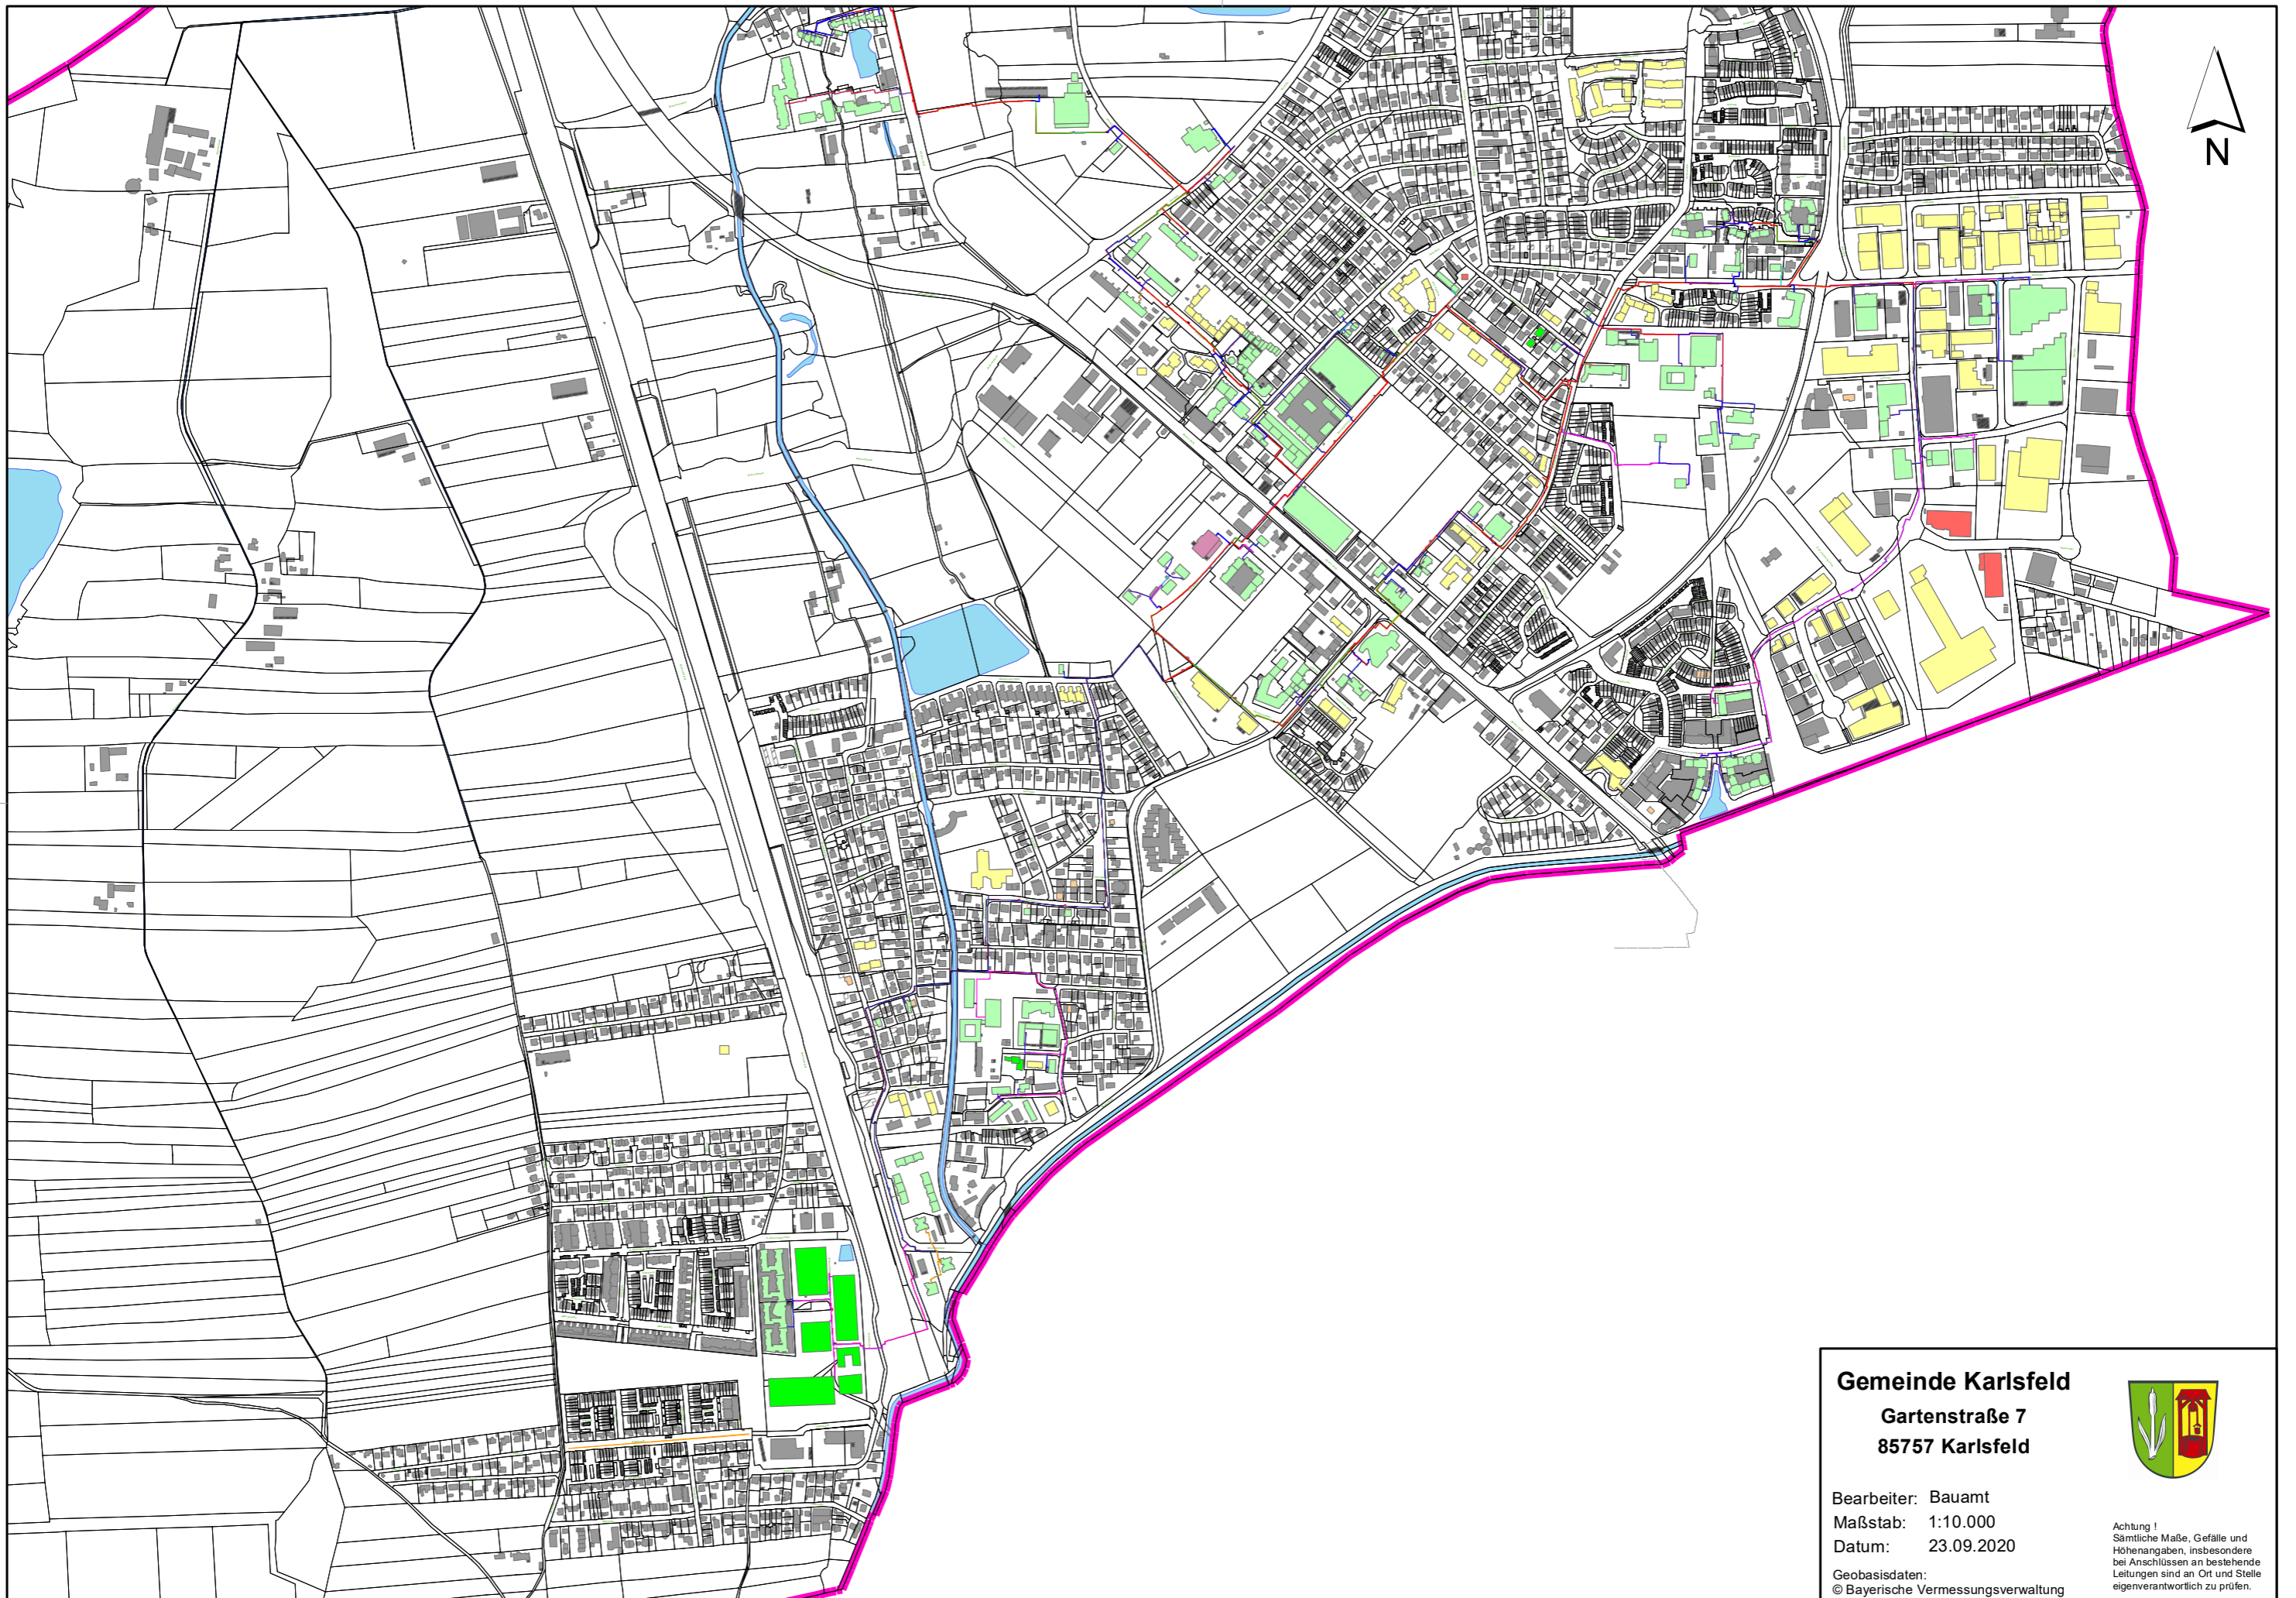 N
Gemeinde Karlsfeld
Gartenstraße 7
85757 Karlsfeld
Bearbeiter: Bauamt
Maßstab: 1:10.000
Datum: 23.09.2020
Geobasisdaten:
© Bayerische Vermessungsverwaltung
Achtung !
Sämtliche Maße, Gefälle und
Höhenangaben, insbesondere
bei Anschlüssen an bestehende
Leitungen sind an Ort und Stelle
eigenverantwortlich zu prüfen.